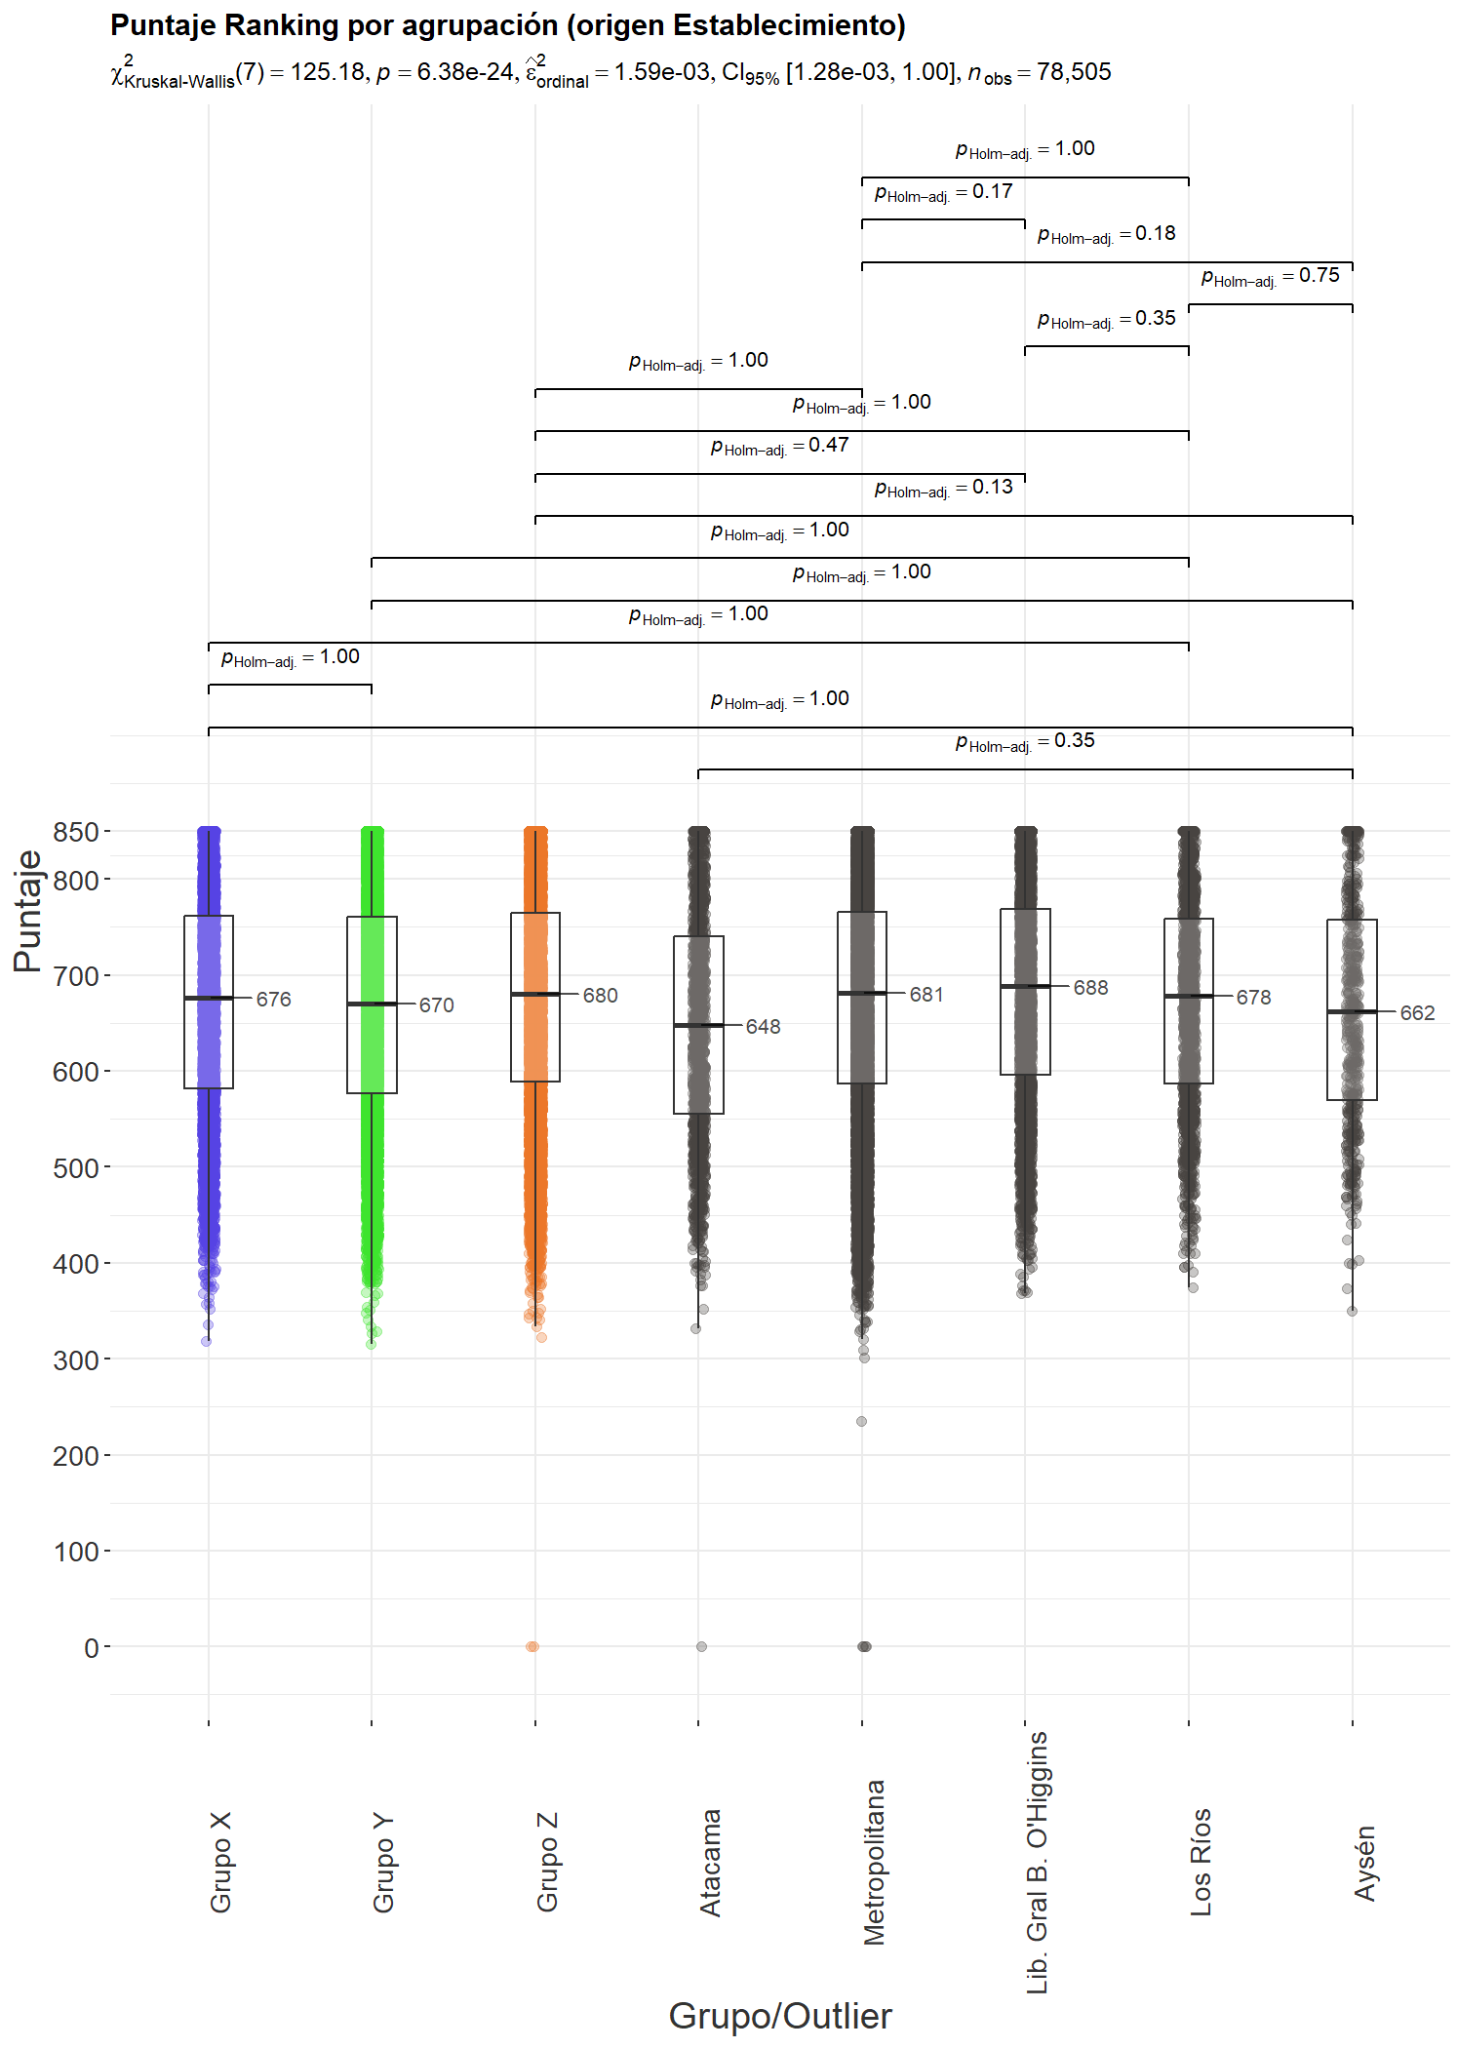 Puntaje Ranking por agrupación (origen Establecimiento)
χ²Kruskal-Wallis(7) = 125.18, p = 6.38e-24, ε̂²ordinal = 1.59e-03, CI95% [1.28e-03, 1.00], nobs = 78,505
pHolm–adj. = 1.00
pHolm–adj. = 0.17
pHolm–adj. = 0.18
pHolm–adj. = 0.75
pHolm–adj. = 0.35
pHolm–adj. = 1.00
pHolm–adj. = 1.00
pHolm–adj. = 0.47
pHolm–adj. = 0.13
pHolm–adj. = 1.00
pHolm–adj. = 1.00
pHolm–adj. = 1.00
pHolm–adj. = 1.00
pHolm–adj. = 1.00
pHolm–adj. = 0.35
Puntaje
850
800
700
600
500
400
300
200
100
0
676
670
680
648
681
688
678
662
Grupo X
Grupo Y
Grupo Z
Atacama
Metropolitana
Lib. Gral B. O'Higgins
Los Ríos
Aysén
Grupo/Outlier